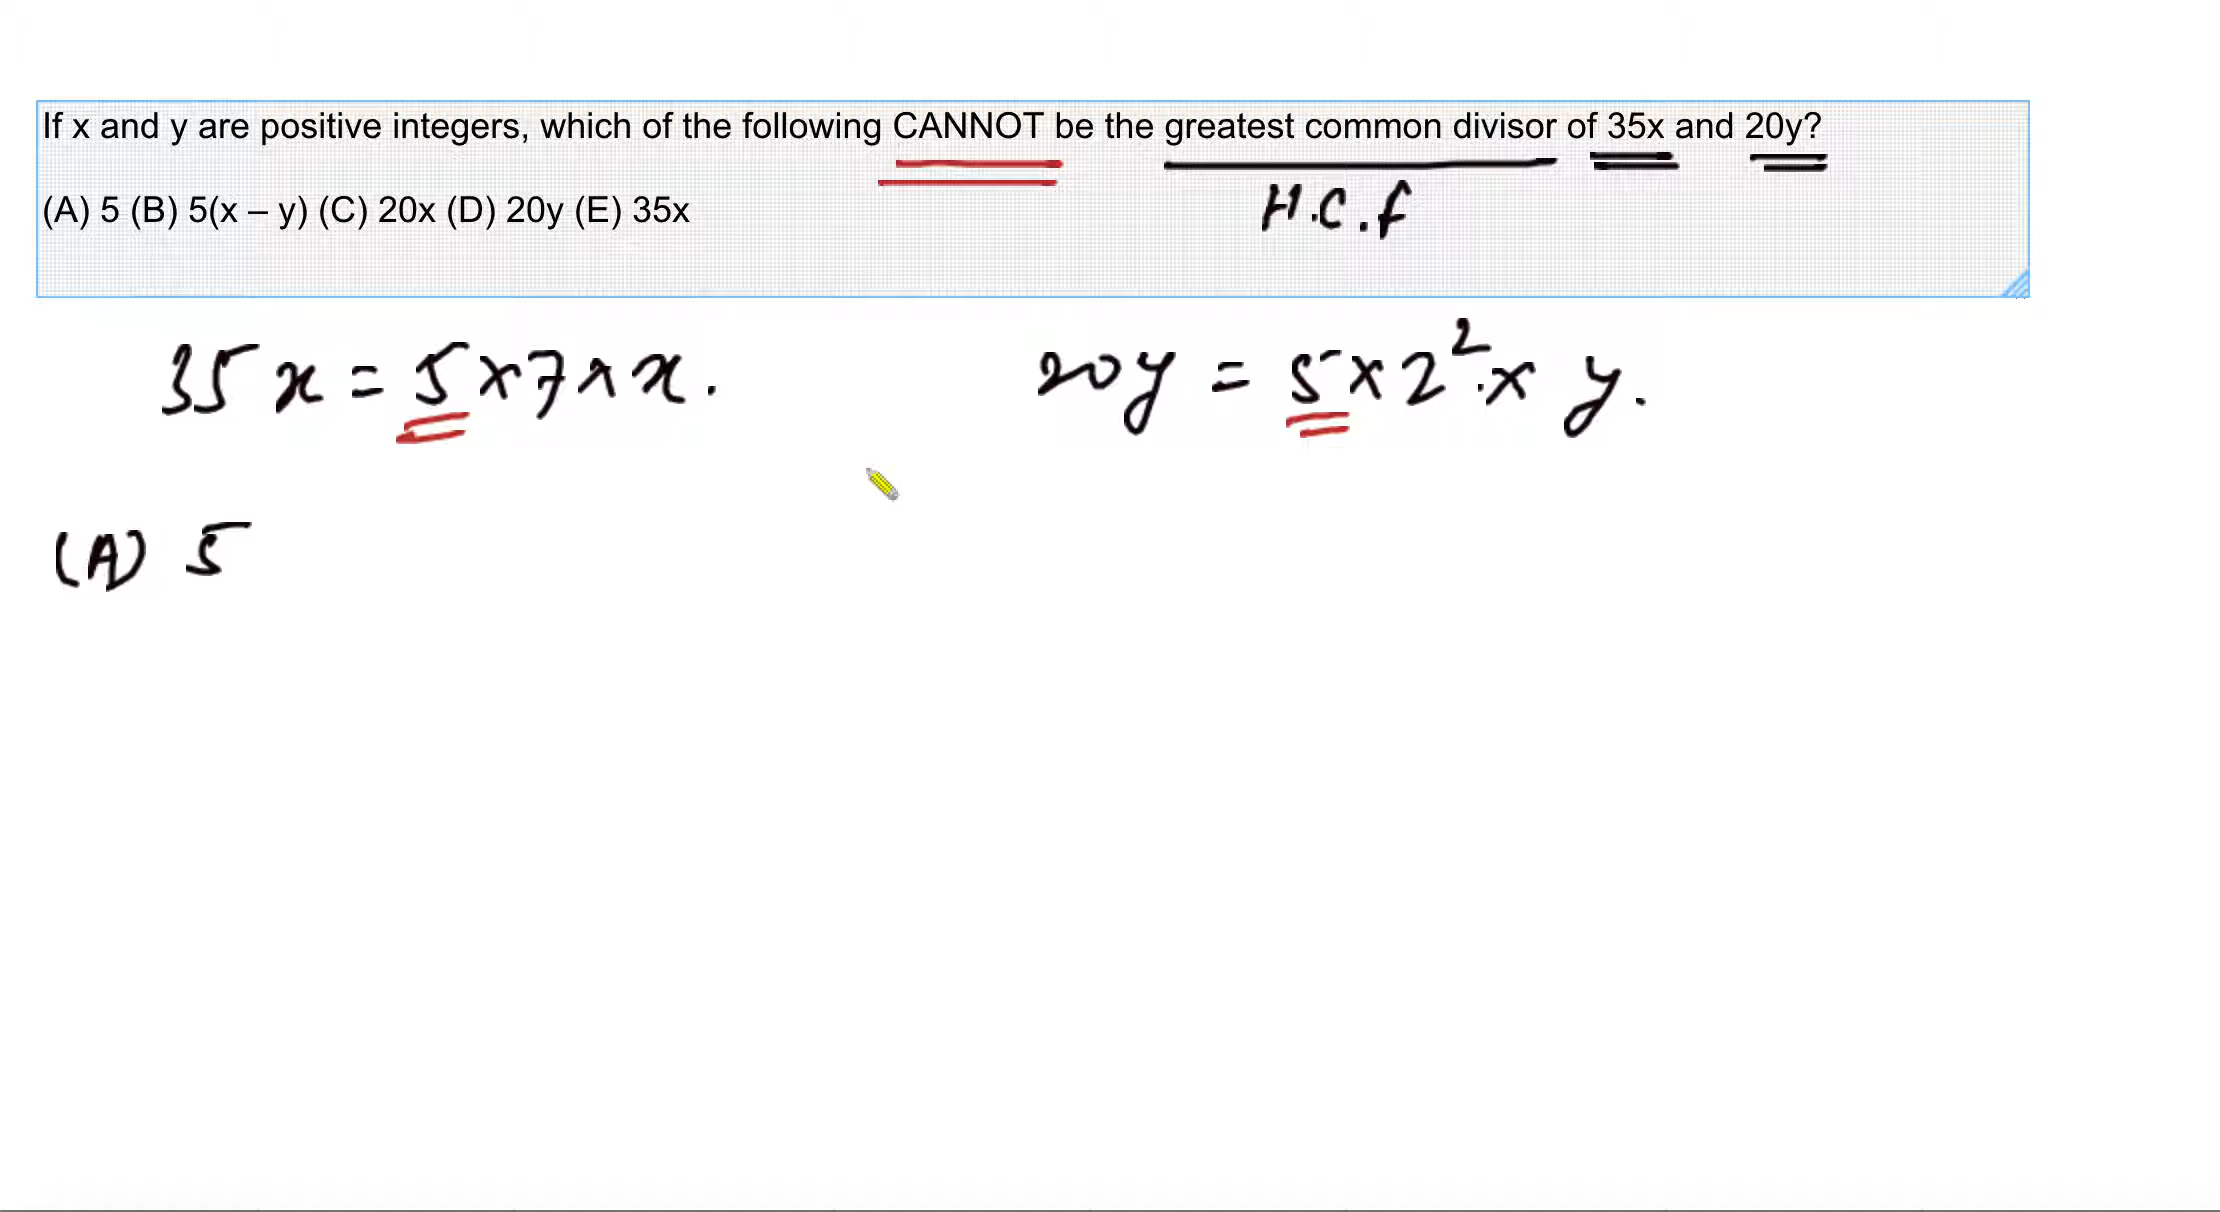 If x and y are positive integers, which of the following CANNOT be the greatest common divisor of 35x and 20y?
(A) 5 (B) 5(x – y) (C) 20x (D) 20y (E) 35x
H.C.f
35x = 5 × 7 × x.
20y = 5 × 2².× y.
(A) 5